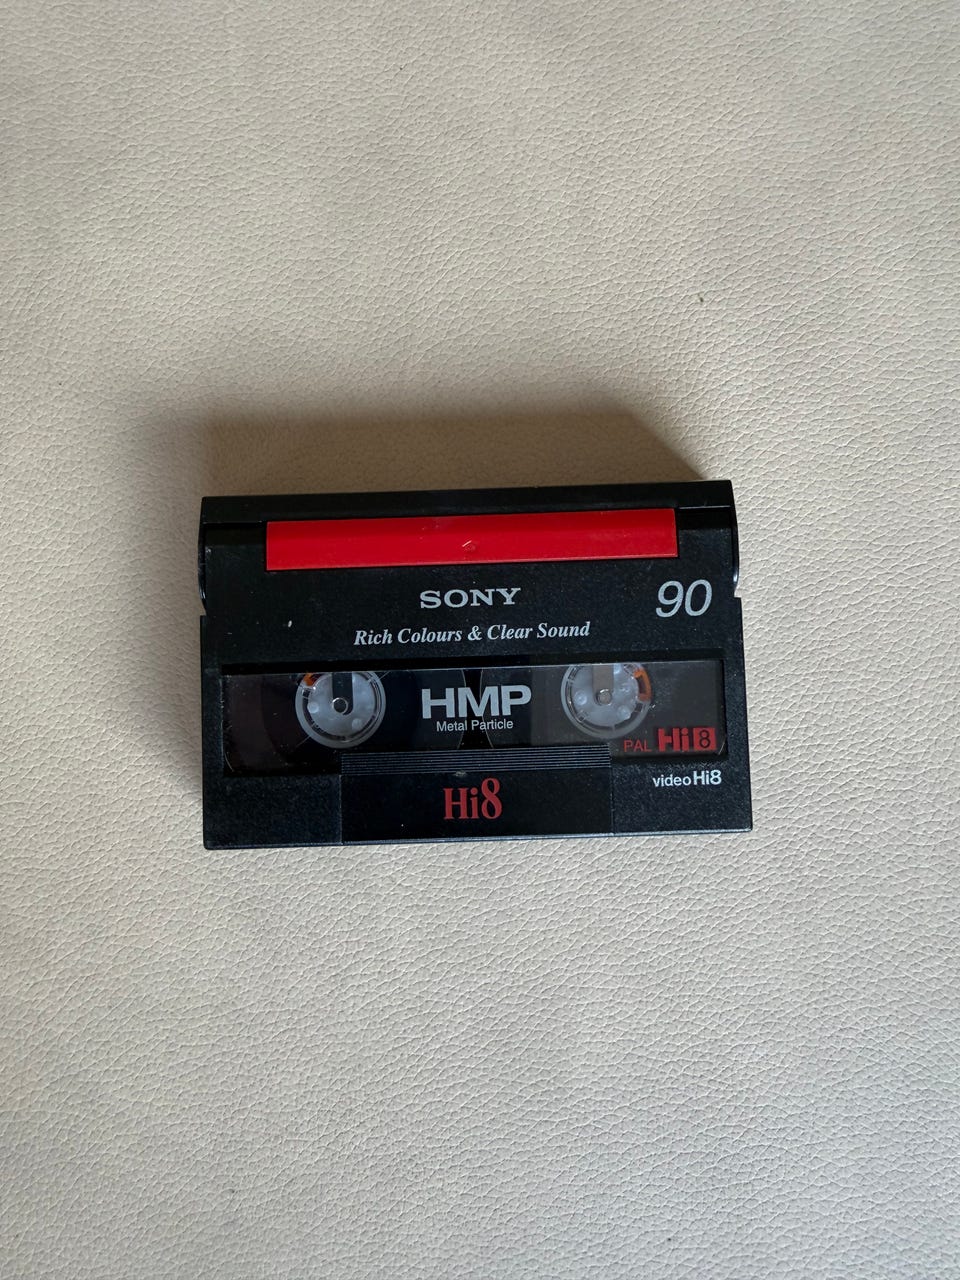 SONY
90
Rich Colours & Clear Sound
HMP
Metal Particle
PAL Hi8
video Hi8
Hi8